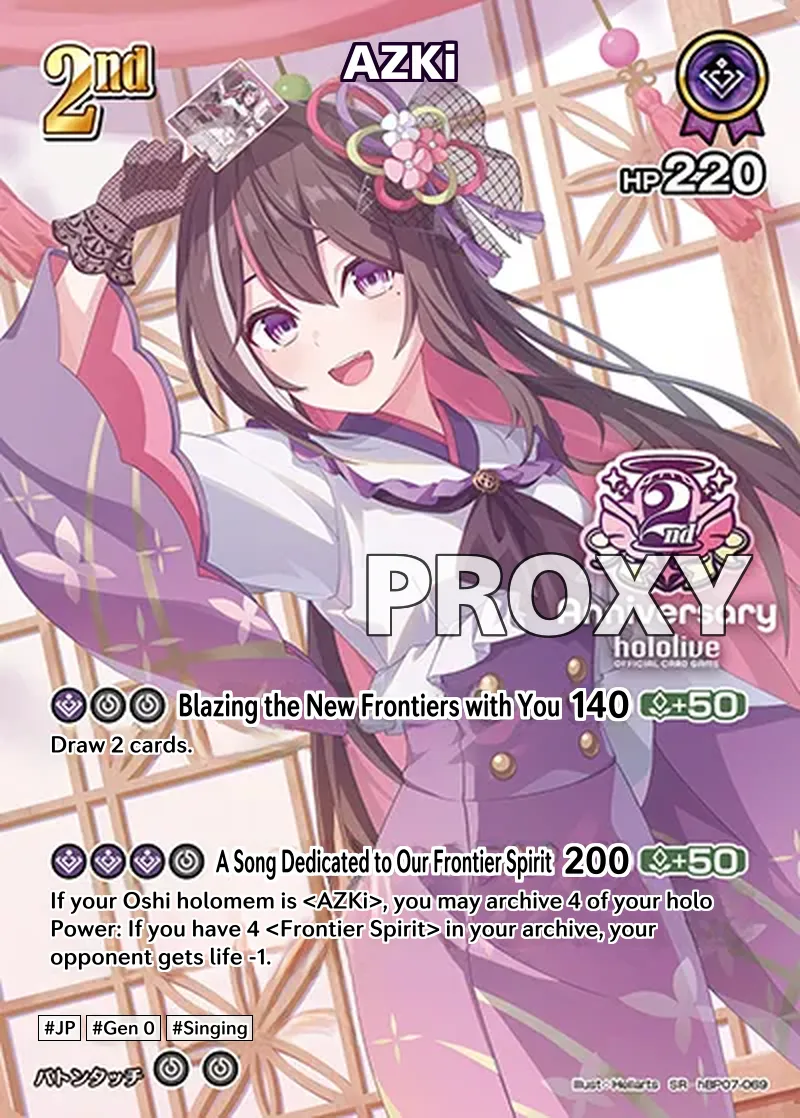 2nd
AZKi
HP 220
2nd
PROXY
Anniversary
hololive
OFFICIAL CARD GAME
Blazing the New Frontiers with You 140 +50
Draw 2 cards.
A Song Dedicated to Our Frontier Spirit 200 +50
If your Oshi holomem is <AZKi>, you may archive 4 of your holo
Power: If you have 4 <Frontier Spirit> in your archive, your
opponent gets life -1.
#JP #Gen 0 #Singing
バトンタッチ
Illust: Hellarts SR hBP07-069